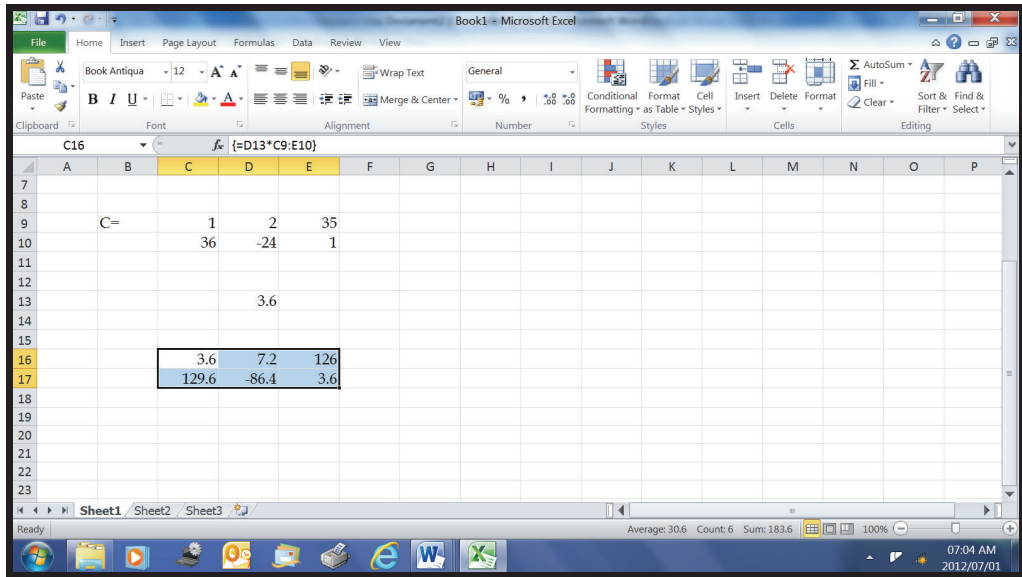 Book1 - Microsoft Excel
File Home Insert Page Layout Formulas Data Review View
Paste
Book Antiqua 12 A A
B I U A
Wrap Text
Merge & Center
General
% , .0 .00 .00 .0
Conditional Formatting
Format as Table
Cell Styles
Insert Delete Format
Σ AutoSum
Fill
Clear
Sort & Filter
Find & Select
Clipboard Font Alignment Number Styles Cells Editing
C16 fx {=D13*C9:E10}
A B C D E F G H I J K L M N O P
7
8
9 C= 1 2 35
10 36 -24 1
11
12
13 3.6
14
15
16 3.6 7.2 126
17 129.6 -86.4 3.6
18
19
20
21
22
23
Sheet1 Sheet2 Sheet3
Ready Average: 30.6 Count: 6 Sum: 183.6 100%
07:04 AM
2012/07/01